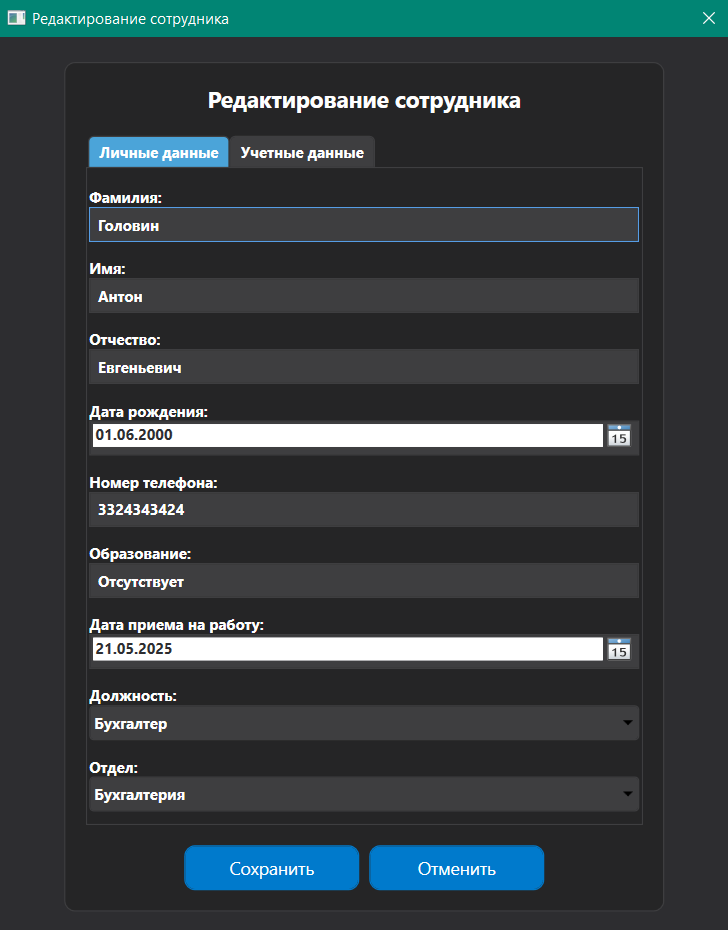 Редактирование сотрудника
Редактирование сотрудника
Личные данные Учетные данные
Фамилия:
Головин
Имя:
Антон
Отчество:
Евгеньевич
Дата рождения:
01.06.2000
15
Номер телефона:
3324343424
Образование:
Отсутствует
Дата приема на работу:
21.05.2025
15
Должность:
Бухгалтер
Отдел:
Бухгалтерия
Сохранить Отменить